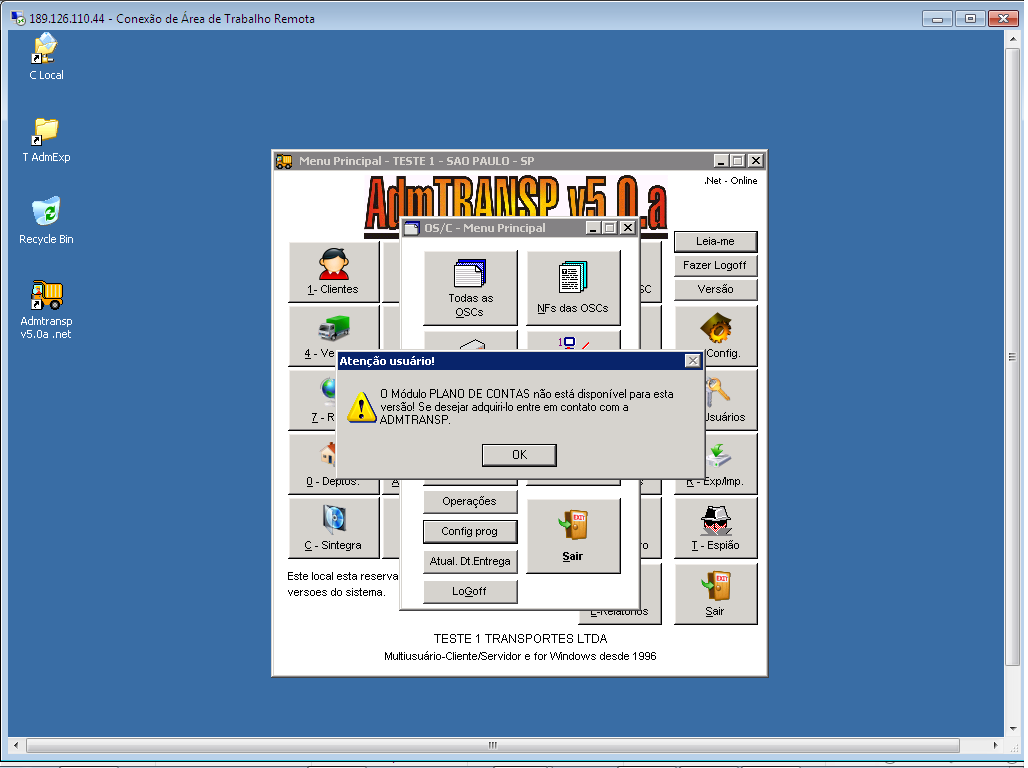 189.126.110.44 - Conexão de Área de Trabalho Remota
C Local
T AdmExp
Recycle Bin
Admtransp
v5.0a .net
Menu Principal - TESTE 1 - SAO PAULO - SP
.Net - Online
AdmTRANSP v5.0.a
Leia-me
Fazer Logoff
Versão
1- Clientes
SC
4 - Ve
Config.
7 - R
Usuários
0 - Deptos.
R - Exp/Imp.
C - Sintegra
ro
T - Espião
Este local esta reserva
versoes do sistema.
L-Relatorios
Sair
TESTE 1 TRANSPORTES LTDA
Multiusuário-Cliente/Servidor e for Windows desde 1996
OS/C - Menu Principal
Todas as
OSCs
NFs das OSCs
Operações
Config prog
Atual. Dt.Entrega
LoGoff
EXIT
Sair
Atenção usuário!
O Módulo PLANO DE CONTAS não está disponível para esta
versão! Se desejar adquiri-lo entre em contato com a
ADMTRANSP.
OK